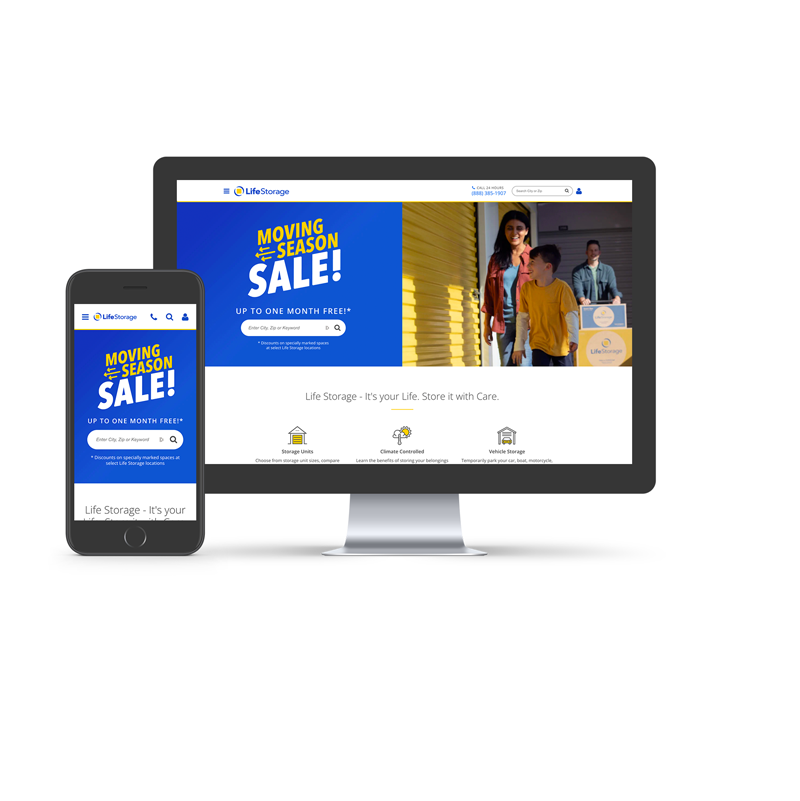 LifeStorage
CALL 24 HOURS
(888) 385-1907
Search City or Zip
MOVING
SEASON
SALE!
UP TO ONE MONTH FREE!*
Enter City, Zip or Keyword
* Discounts on specially marked spaces
at select Life Storage locations
LifeStorage
LifeStorage
Life Storage - It's your Life. Store it with Care.
Storage Units
Choose from storage unit sizes, compare
Climate Controlled
Learn the benefits of storing your belongings
Vehicle Storage
Temporarily park your car, boat, motorcycle,
LifeStorage
MOVING
SEASON
SALE!
UP TO ONE MONTH FREE!*
Enter City, Zip or Keyword
* Discounts on specially marked spaces at
select Life Storage locations
Life Storage - It's your